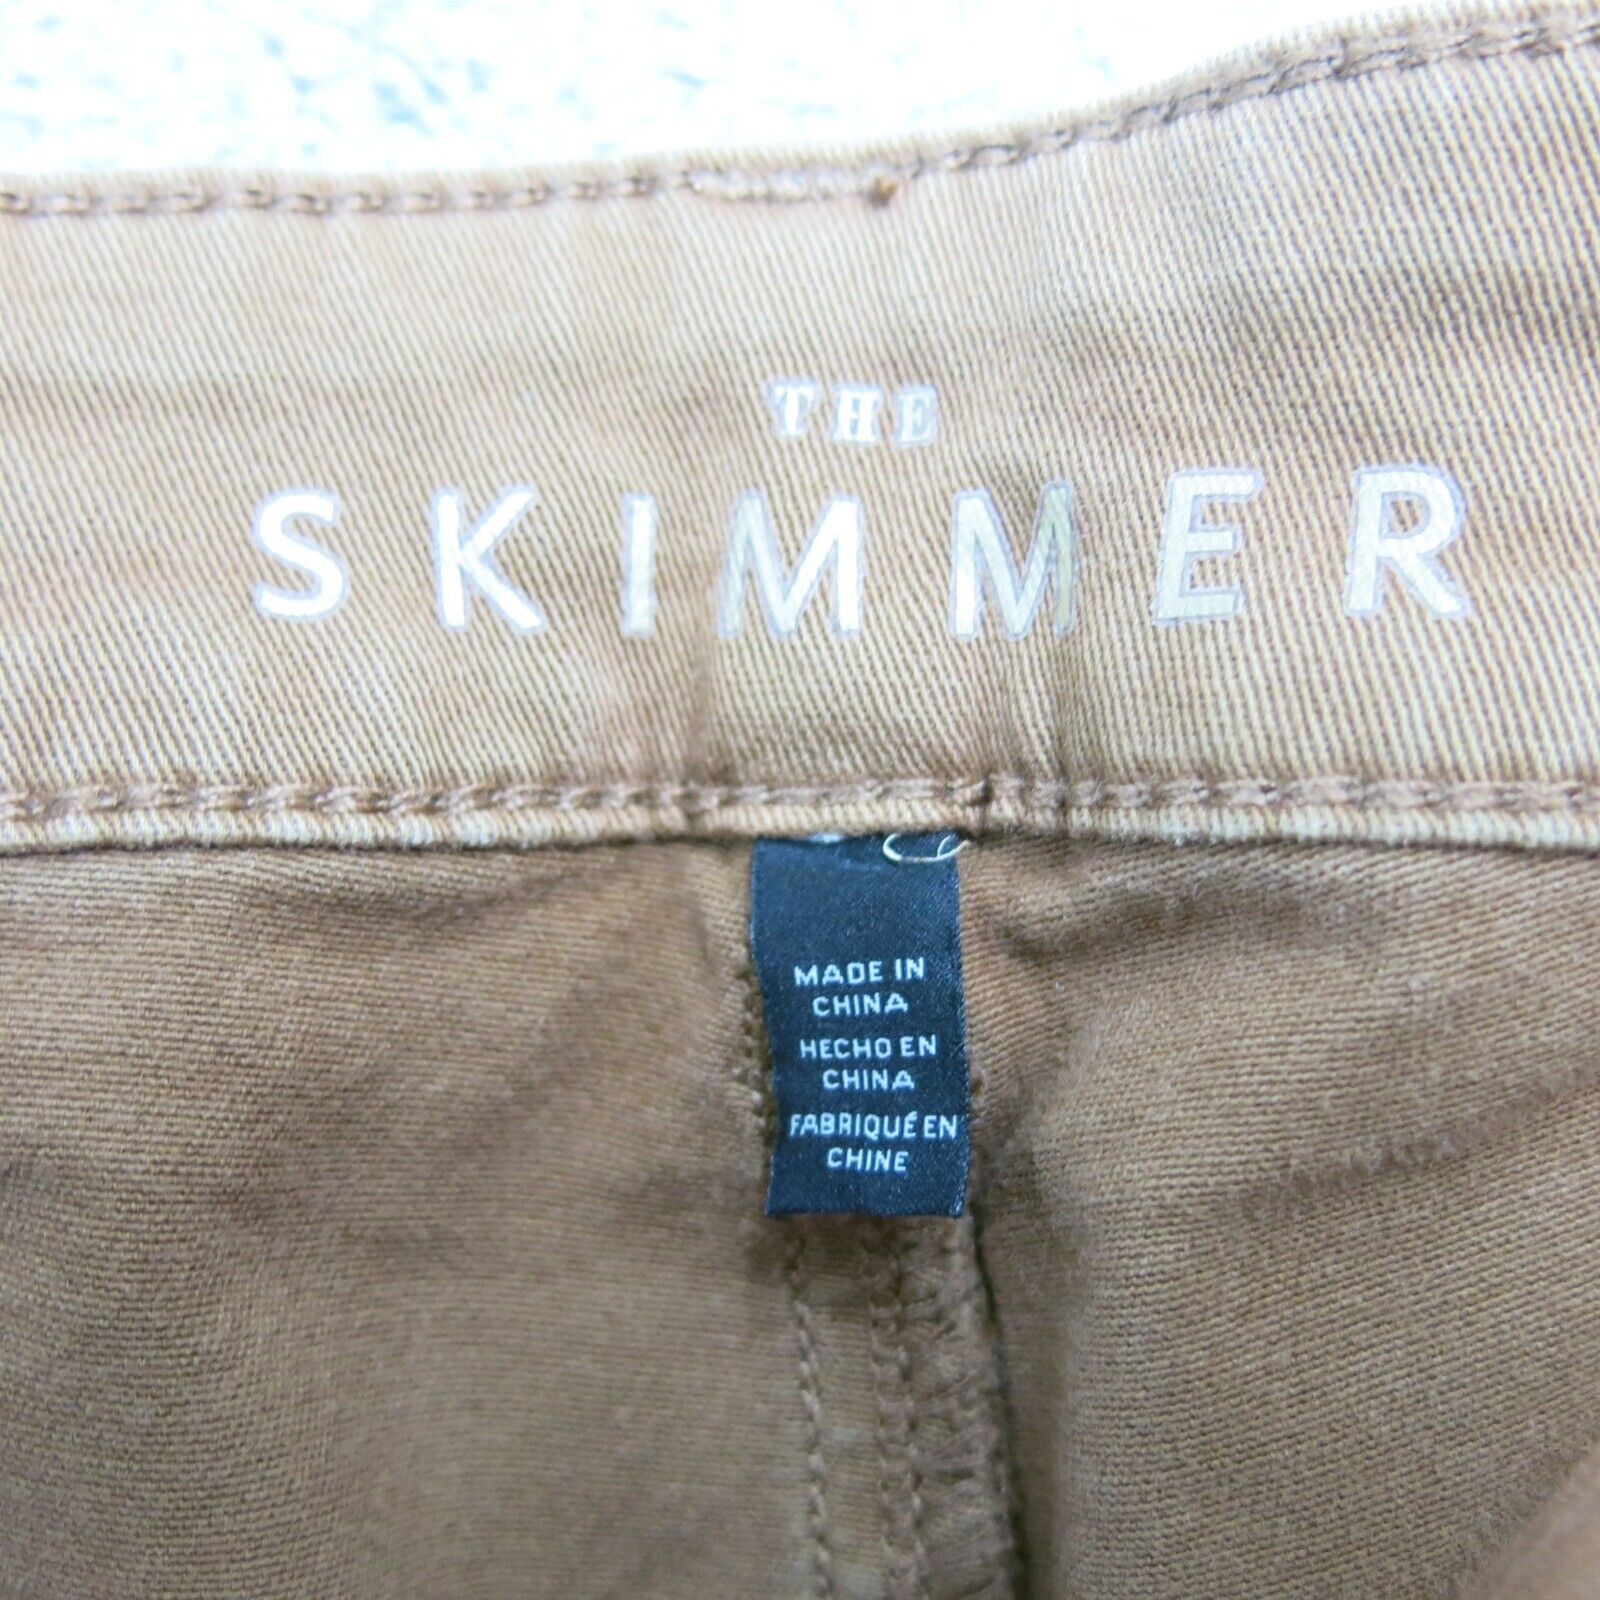 THE
SKIMMER
MADE IN
CHINA
HECHO EN
CHINA
FABRIQUÉ EN
CHINE